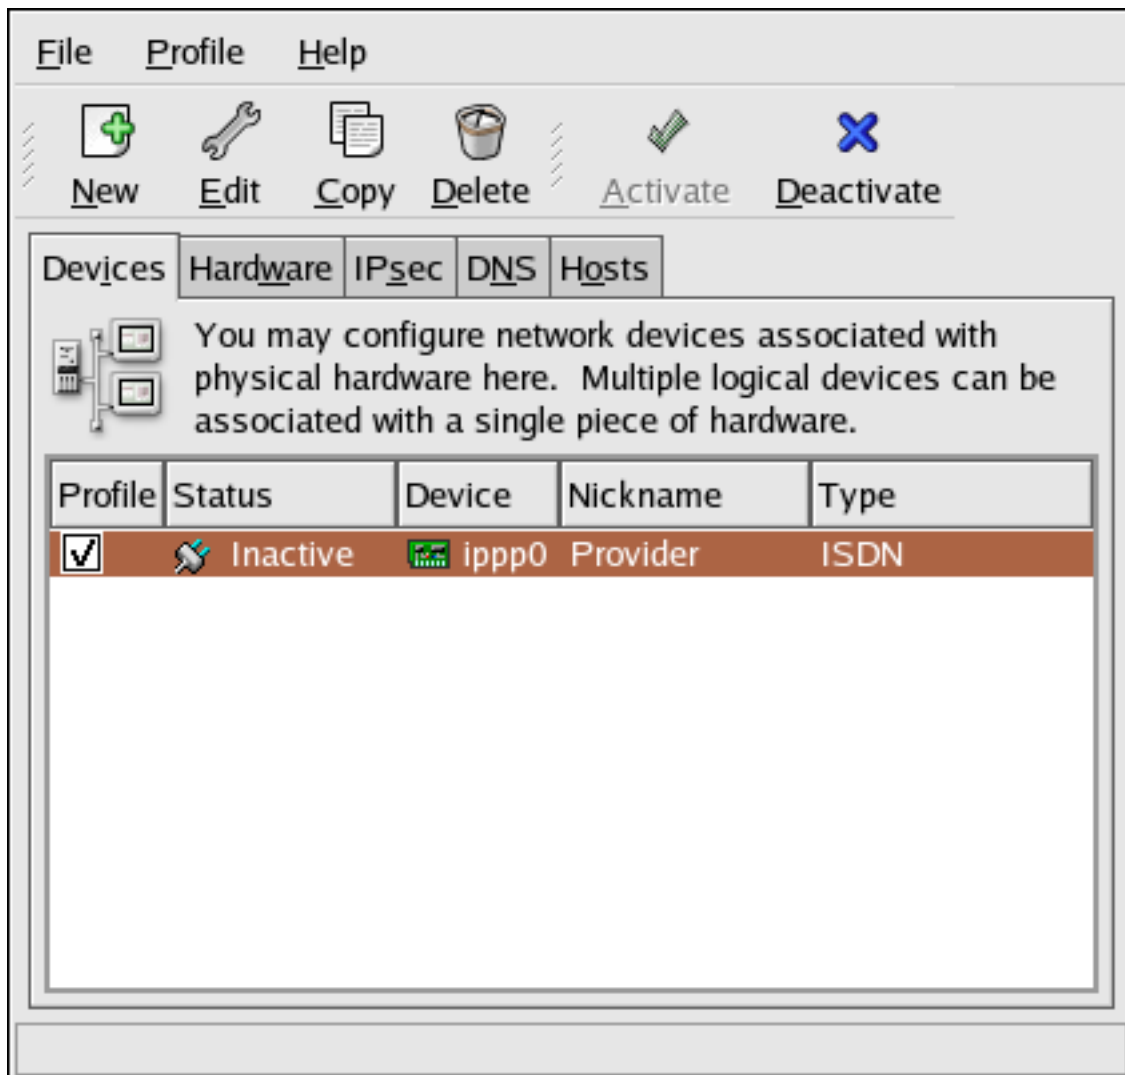 File Profile Help
New Edit Copy Delete Activate Deactivate
Devices Hardware IPsec DNS Hosts
You may configure network devices associated with
physical hardware here. Multiple logical devices can be
associated with a single piece of hardware.
Profile Status Device Nickname Type
Inactive ippp0 Provider ISDN